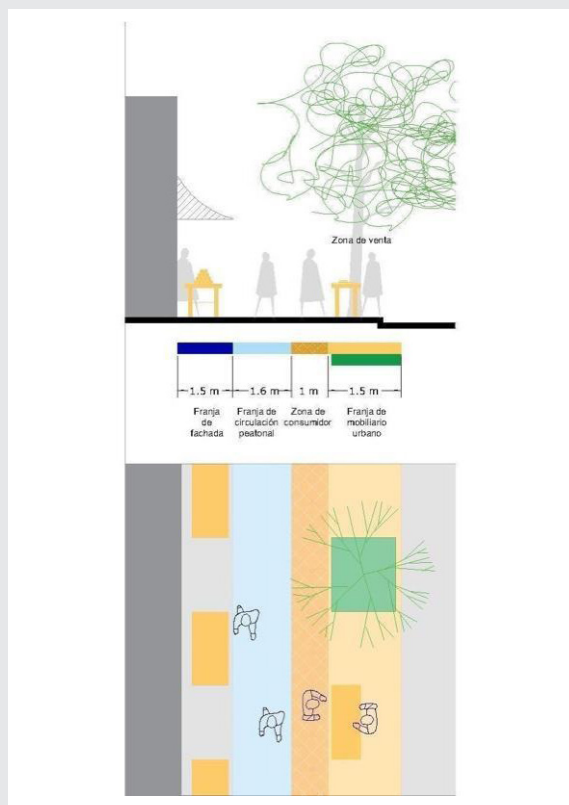 Zona de venta
1.5 m 1.6 m 1 m 1.5 m
Franja de fachada
Franja de circulación peatonal
Zona de consumidor
Franja de mobiliario urbano